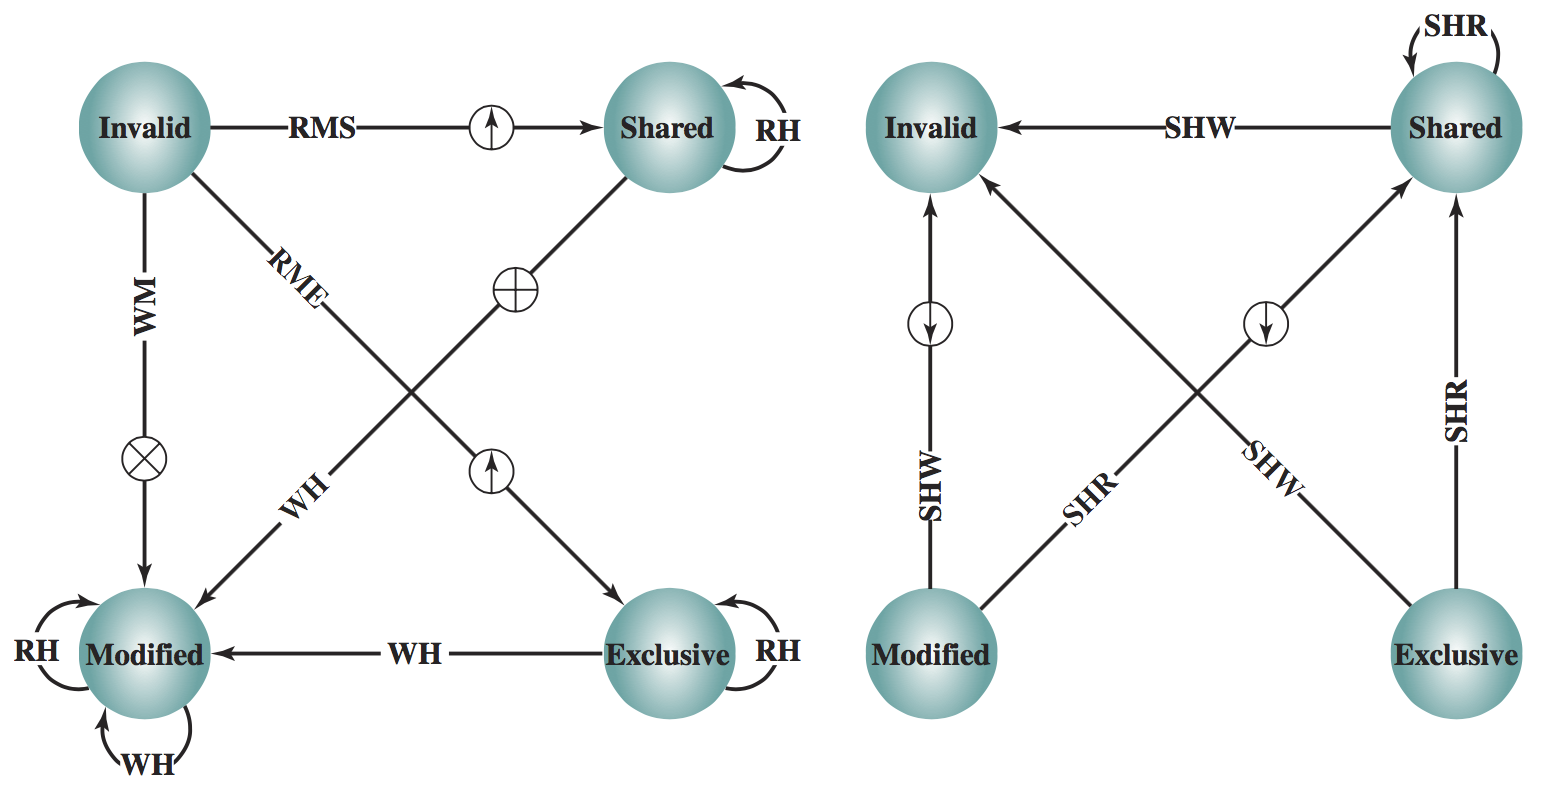 Invalid
RMS
Shared
RH
WM
RME
WH
RH
Modified
WH
Exclusive
RH
WH
SHR
Invalid
SHW
Shared
SHW
SHR
SHW
SHR
Modified
Exclusive